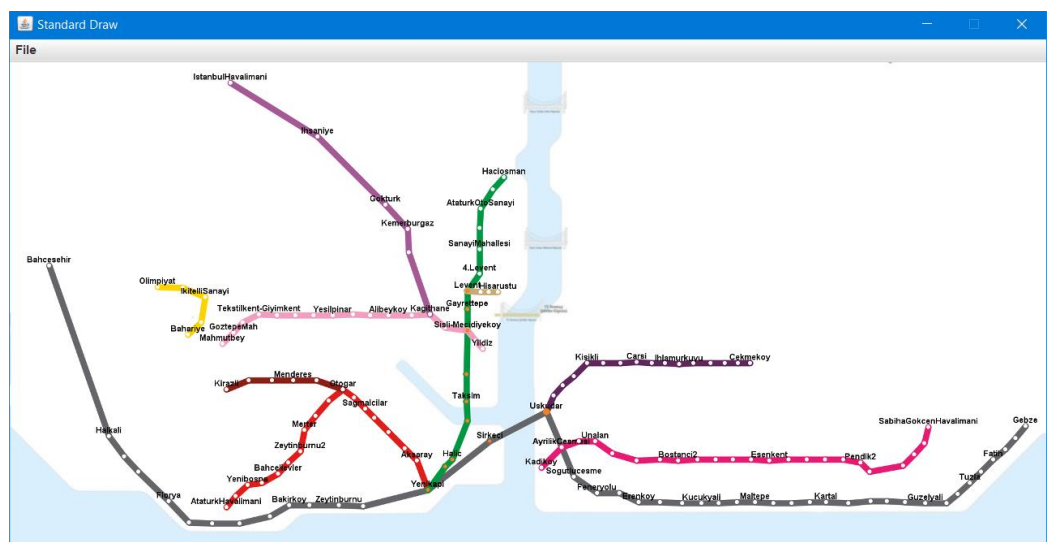 Standard Draw
File
IstanbulHavalimani
Ihsaniye
Haciosman
Gokturk
AtaturkOtoSanayi
Kemerburgaz
SanayiMahallesi
Bahcesehir
4.Levent
Olimpiyat
IkitelliSanayi
Levent
Hisarustu
Gayrettepe
Tekstilkent-Giyimkent
Yesilpinar
Alibeykoy
Kagithane
Bahariye
GoztepeMah
Sisli-Mecidiyekoy
Mahmutbey
Yildiz
Kisikli
Carsi
Ihlamurkuyu
Cekmekoy
Kirazli
Menderes
Otogar
Taksim
Sagmalcilar
Uskudar
Merter
SabihaGokcenHavalimani
Gebze
Halkali
Sirkeci
Unalan
Zeytinburnu2
AyrilikCesmesi
Aksaray
Halic
Bostanci2
Esenkent
Pendik2
Fatih
Kadikoy
Bahcelievler
Sogutlucesme
Yenibosna
Tuzla
Yenikapi
Feneryolu
Florya
AtaturkHavalimani
Bakirkoy
Zeytinburnu
Erenkoy
Kucukyali
Maltepe
Kartal
Guzelyali